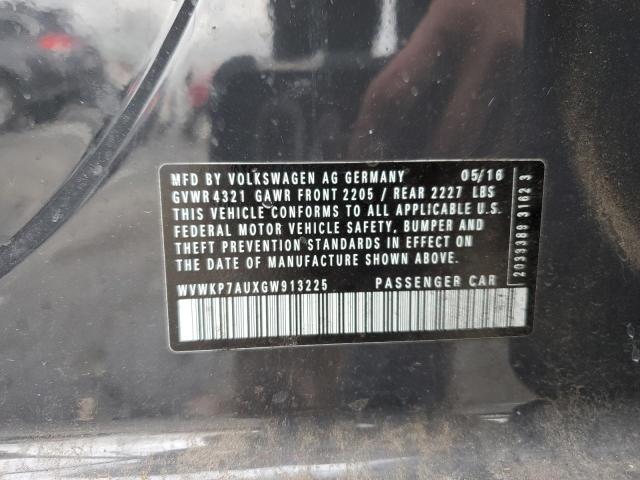 MFD BY VOLKSWAGEN AG GERMANY 05/16
GVWR 4321 GAWR FRONT 2205 / REAR 2227 LBS
THIS VEHICLE CONFORMS TO ALL APPLICABLE U.S.
FEDERAL MOTOR VEHICLE SAFETY, BUMPER AND
THEFT PREVENTION STANDARDS IN EFFECT ON
THE DATE OF MANUFACTURE SHOWN ABOVE.
WVWKP7AUXGW913225 PASSENGER CAR
2033389 3162 3